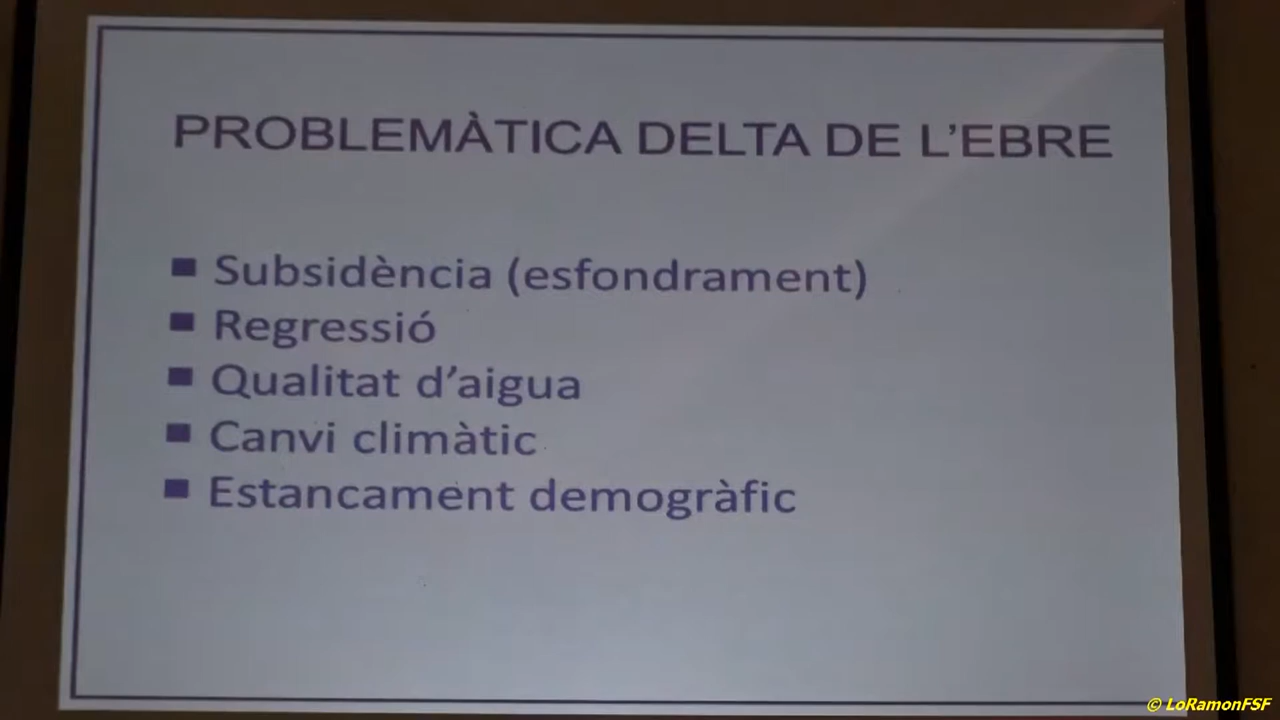 PROBLEMÀTICA DELTA DE L'EBRE
Subsidència (esfondrament)
Regressió
Qualitat d'aigua
Canvi climàtic
Estancament demogràfic
© LoRamonFSF